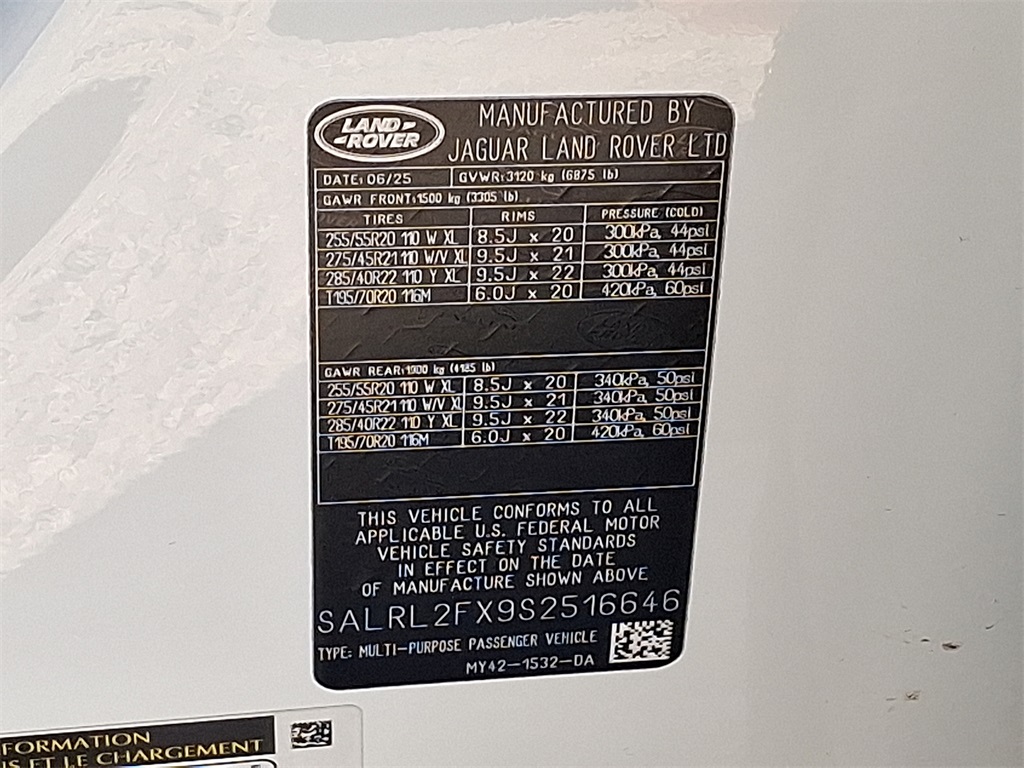 LAND ROVER
MANUFACTURED BY
JAGUAR LAND ROVER LTD
DATE: 06/25 GVWR: 3120 kg (6875 lb)
GAWR FRONT: 1500 kg (3305 lb)
TIRES RIMS PRESSURE (COLD)
255/55R20 110 W XL 8.5J x 20 300kPa, 44psi
275/45R21 110 W/V XL 9.5J x 21 300kPa, 44psi
285/40R22 110 Y XL 9.5J x 22 300kPa, 44psi
T195/70R20 116M 6.0J x 20 420kPa, 60psi
GAWR REAR: 1900 kg (4185 lb)
255/55R20 110 W XL 8.5J x 20 340kPa, 50psi
275/45R21 110 W/V XL 9.5J x 21 340kPa, 50psi
285/40R22 110 Y XL 9.5J x 22 340kPa, 50psi
T195/70R20 116M 6.0J x 20 420kPa, 60psi
THIS VEHICLE CONFORMS TO ALL
APPLICABLE U.S. FEDERAL MOTOR
VEHICLE SAFETY STANDARDS
IN EFFECT ON THE DATE
OF MANUFACTURE SHOWN ABOVE
SALRL2FX9S2516646
TYPE: MULTI-PURPOSE PASSENGER VEHICLE
MY42-1532-DA
FORMATION
S ET LE CHARGEMENT